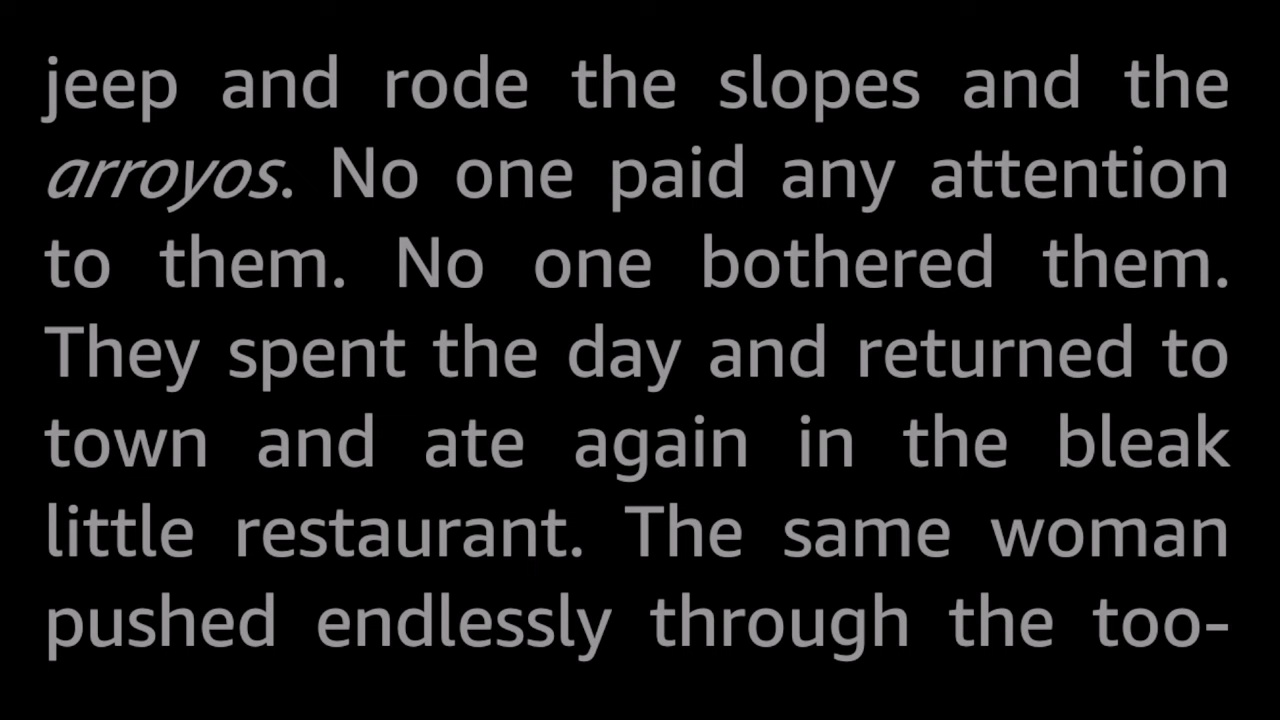 jeep and rode the slopes and the
arroyos. No one paid any attention
to them. No one bothered them.
They spent the day and returned to
town and ate again in the bleak
little restaurant. The same woman
pushed endlessly through the too-